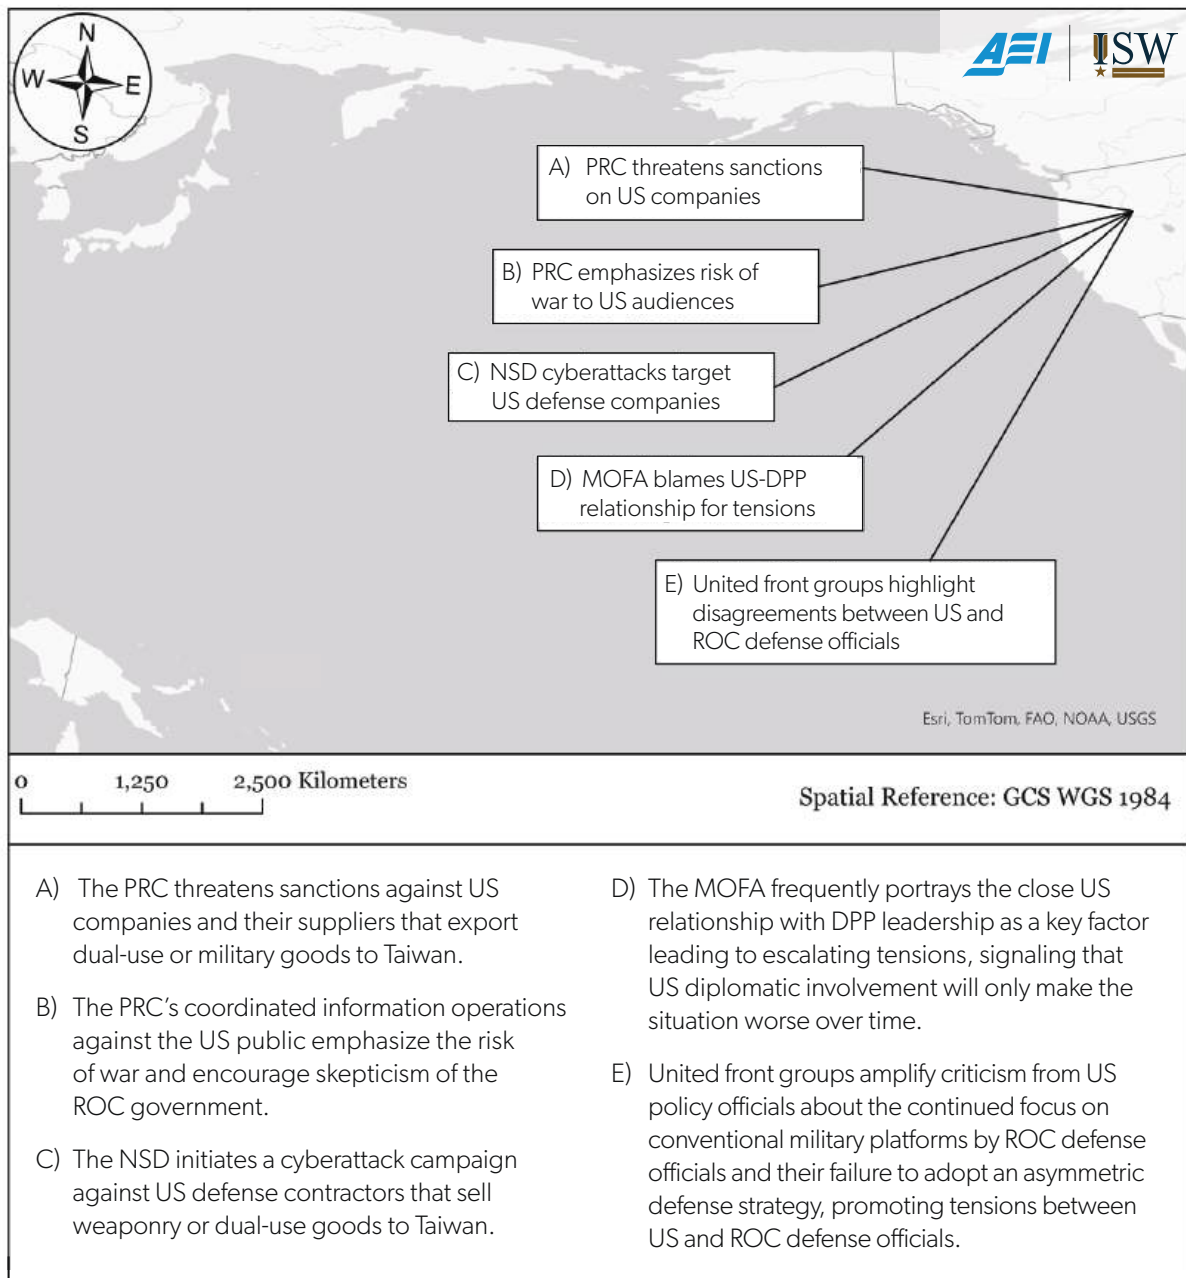 N
W
E
S
AEI
ISW
A) PRC threatens sanctions
on US companies
B) PRC emphasizes risk of
war to US audiences
C) NSD cyberattacks target
US defense companies
D) MOFA blames US-DPP
relationship for tensions
E) United front groups highlight
disagreements between US and
ROC defense officials
Esri, TomTom, FAO, NOAA, USGS
0 1,250 2,500 Kilometers
Spatial Reference: GCS WGS 1984
A) The PRC threatens sanctions against US
companies and their suppliers that export
dual-use or military goods to Taiwan.
B) The PRC’s coordinated information operations
against the US public emphasize the risk
of war and encourage skepticism of the
ROC government.
C) The NSD initiates a cyberattack campaign
against US defense contractors that sell
weaponry or dual-use goods to Taiwan.
D) The MOFA frequently portrays the close US
relationship with DPP leadership as a key factor
leading to escalating tensions, signaling that
US diplomatic involvement will only make the
situation worse over time.
E) United front groups amplify criticism from US
policy officials about the continued focus on
conventional military platforms by ROC defense
officials and their failure to adopt an asymmetric
defense strategy, promoting tensions between
US and ROC defense officials.